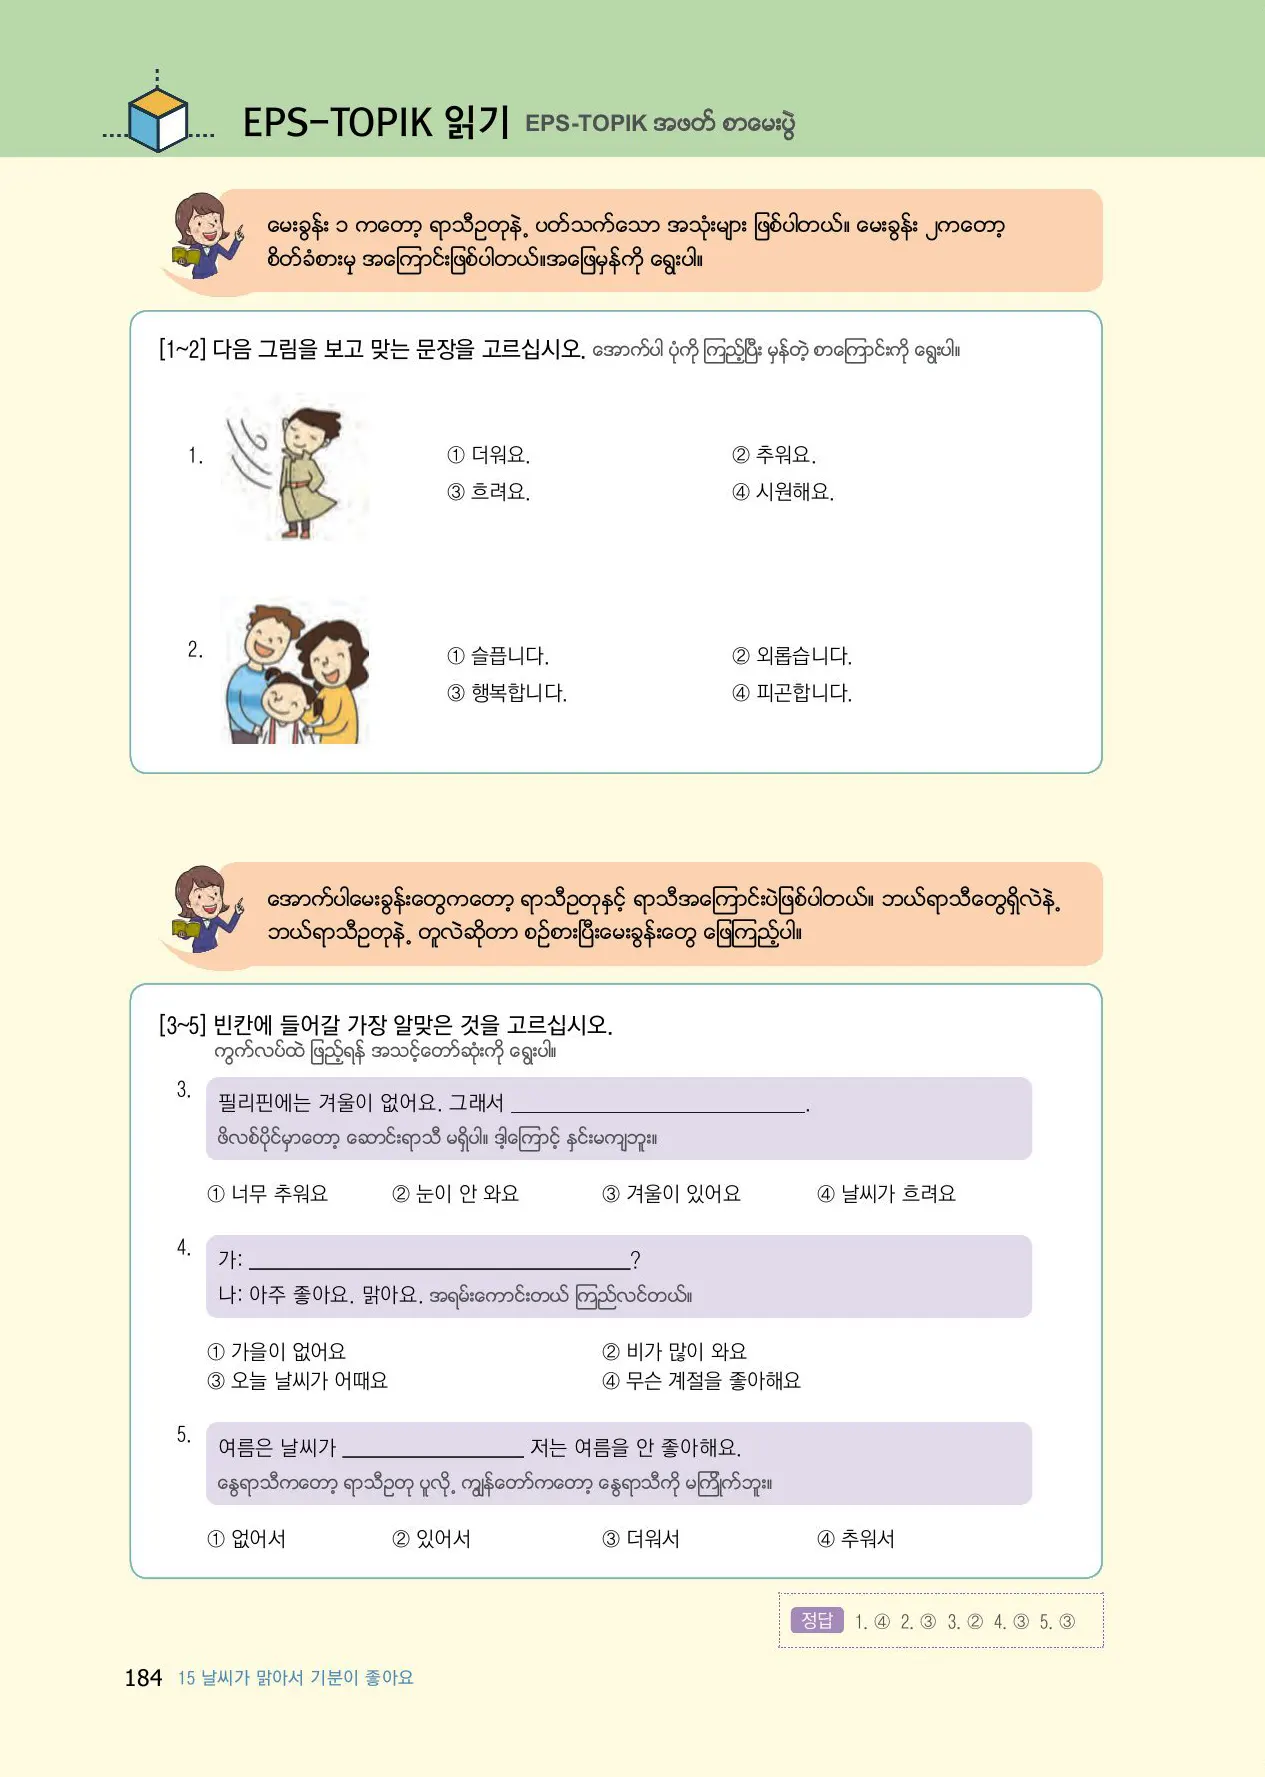 EPS-TOPIK 읽기 EPS-TOPIK အဖတ် စာမေးပွဲ
မေးခွန်း ၁ ကတော့ ရာသီဥတုနဲ့ ပတ်သက်သော အသုံးများ ဖြစ်ပါတယ်။ မေးခွန်း ၂ကတော့
စိတ်ခံစားမှု အကြောင်းဖြစ်ပါတယ်။အဖြေမှန်ကို ရွေးပါ။
[1~2] 다음 그림을 보고 맞는 문장을 고르십시오. အောက်ပါ ပုံကို ကြည့်ပြီး မှန်တဲ့ စာကြောင်းကို ရွေးပါ။
1.
① 더워요. ② 추워요.
③ 흐려요. ④ 시원해요.
2.
① 슬픕니다. ② 외롭습니다.
③ 행복합니다. ④ 피곤합니다.
အောက်ပါမေးခွန်းတွေကတော့ ရာသီဥတုနှင့် ရာသီအကြောင်းပဲဖြစ်ပါတယ်။ ဘယ်ရာသီတွေရှိလဲနဲ့
ဘယ်ရာသီဥတုနဲ့ တူလဲဆိုတာ စဉ်စားပြီးမေးခွန်းတွေ ဖြေကြည့်ပါ။
[3~5] 빈칸에 들어갈 가장 알맞은 것을 고르십시오.
ကွက်လပ်ထဲ ဖြည့်ရန် အသင့်တော်ဆုံးကို ရွေးပါ။
3. 필리핀에는 겨울이 없어요. 그래서 ____________________.
ဖိလစ်ပိုင်မှာတော့ ဆောင်းရာသီ မရှိပါ။ ဒါ့ကြောင့် နှင်းမကျဘူး။
① 너무 추워요 ② 눈이 안 와요 ③ 겨울이 있어요 ④ 날씨가 흐려요
4. 가: ____________________?
나: 아주 좋아요. 맑아요. အရမ်းကောင်းတယ် ကြည်လင်တယ်။
① 가을이 없어요 ② 비가 많이 와요
③ 오늘 날씨가 어때요 ④ 무슨 계절을 좋아해요
5. 여름은 날씨가 ____________________ 저는 여름을 안 좋아해요.
နွေရာသီကတော့ ရာသီဥတု ပူလို့ ကျွန်တော်ကတော့ နွေရာသီကို မကြိုက်ဘူး။
① 없어서 ② 있어서 ③ 더워서 ④ 추워서
정답 1. ④ 2. ③ 3. ② 4. ③ 5. ③
184 15 날씨가 맑아서 기분이 좋아요